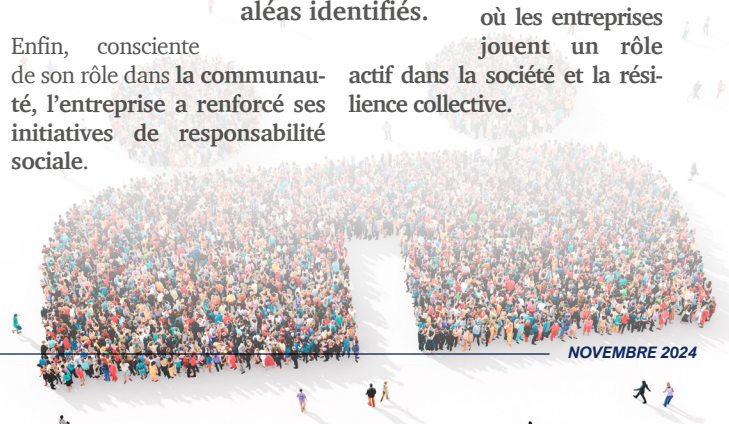 aléas identifiés.
Enfin, consciente
de son rôle dans la communau-
té, l’entreprise a renforcé ses
initiatives de responsabilité
sociale.
où les entreprises
jouent un rôle
actif dans la société et la rési-
lience collective.
NOVEMBRE 2024